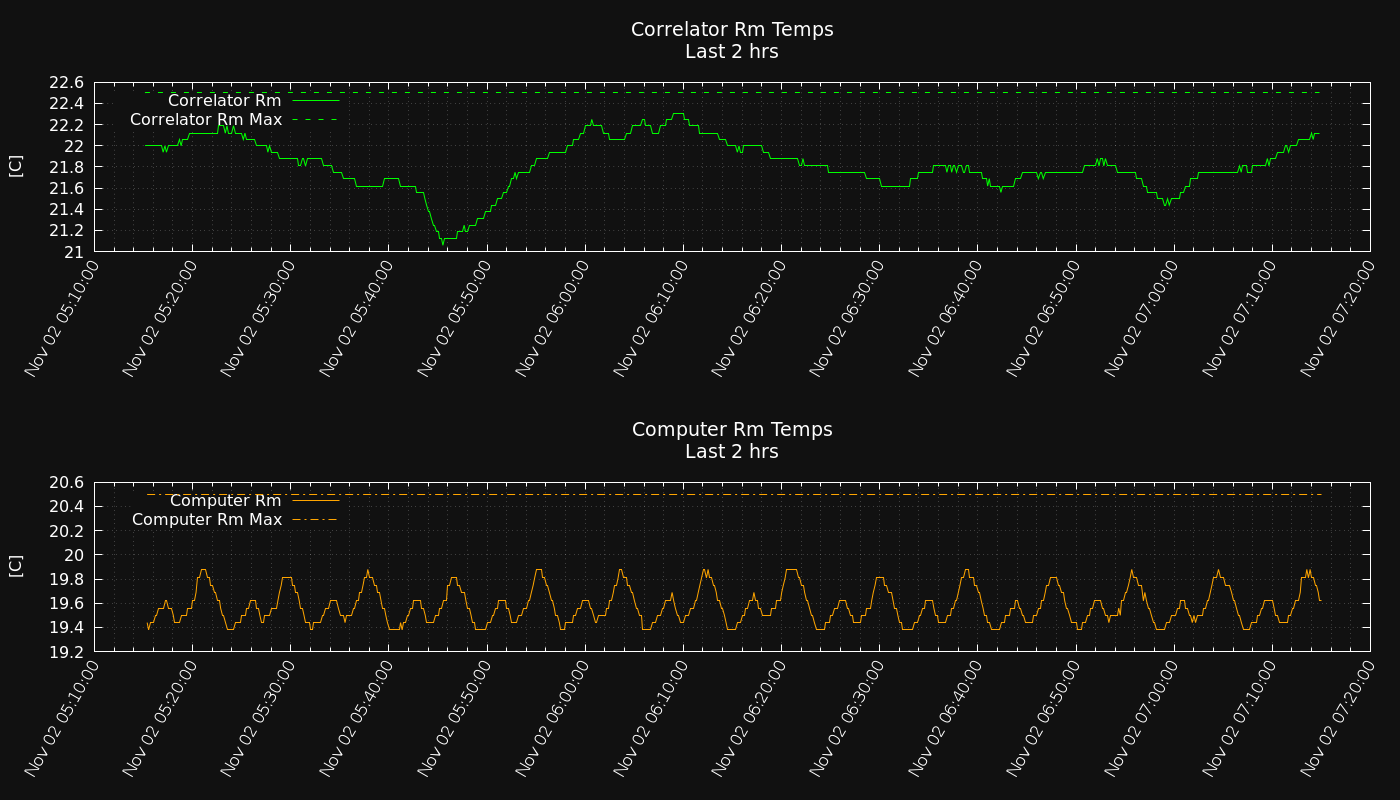 Correlator Rm Temps
Last 2 hrs
22.6
22.4
22.2
22
21.8
21.6
21.4
21.2
21
[C]
Correlator Rm
Correlator Rm Max
Nov 02 05:10:00
Nov 02 05:20:00
Nov 02 05:30:00
Nov 02 05:40:00
Nov 02 05:50:00
Nov 02 06:00:00
Nov 02 06:10:00
Nov 02 06:20:00
Nov 02 06:30:00
Nov 02 06:40:00
Nov 02 06:50:00
Nov 02 07:00:00
Nov 02 07:10:00
Nov 02 07:20:00
Computer Rm Temps
Last 2 hrs
20.6
20.4
20.2
20
19.8
19.6
19.4
19.2
[C]
Computer Rm
Computer Rm Max
Nov 02 05:10:00
Nov 02 05:20:00
Nov 02 05:30:00
Nov 02 05:40:00
Nov 02 05:50:00
Nov 02 06:00:00
Nov 02 06:10:00
Nov 02 06:20:00
Nov 02 06:30:00
Nov 02 06:40:00
Nov 02 06:50:00
Nov 02 07:00:00
Nov 02 07:10:00
Nov 02 07:20:00